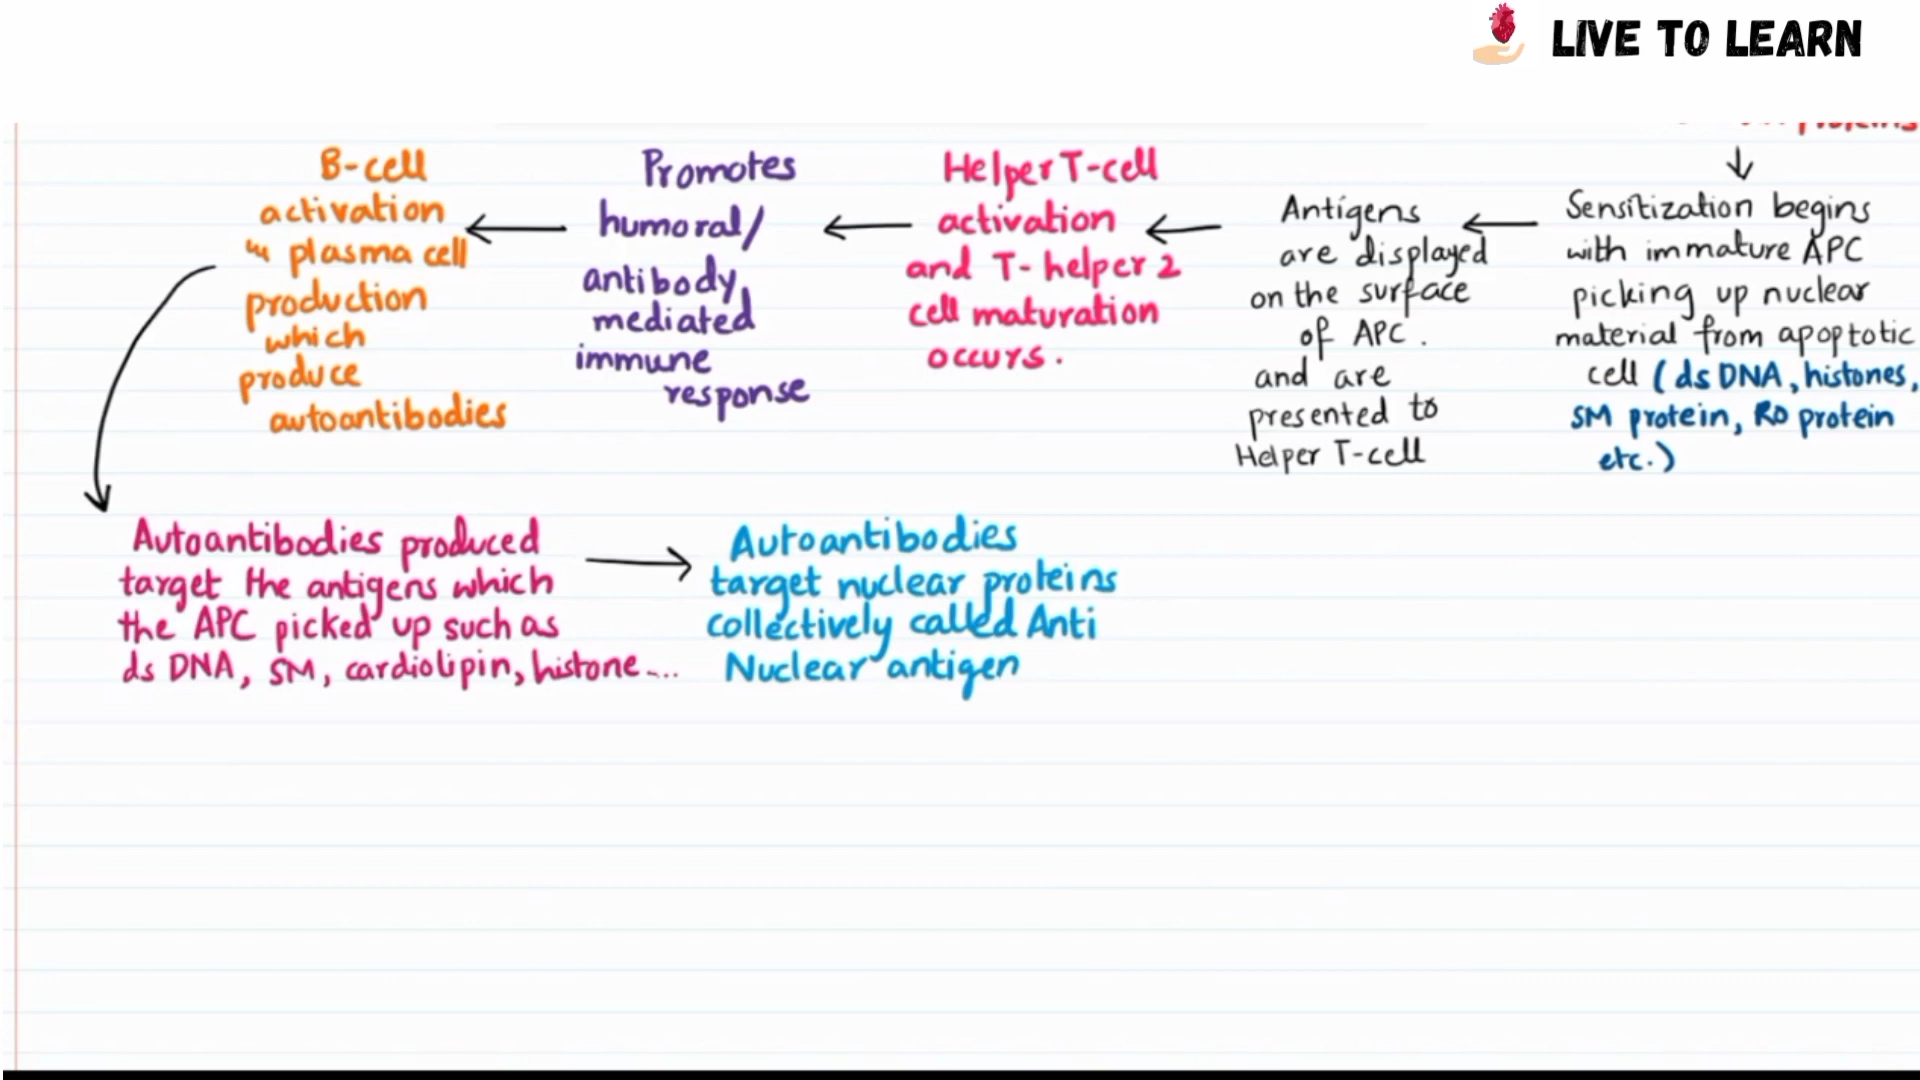 LIVE TO LEARN
proteins
B-cell
activation
↳ plasma cell
production
which
produce
autoantibodies
Promotes
humoral/
antibody
mediated
immune
response
Helper T-cell
activation
and T-helper 2
cell maturation
occurs.
Antigens
are displayed
on the surface
of APC.
and are
presented to
Helper T-cell
Sensitization begins
with immature APC
picking up nuclear
material from apoptotic
cell (ds DNA, histones,
SM protein, RO protein
etc.)
Autoantibodies produced
target the antigens which
the APC picked up such as
ds DNA, SM, cardiolipin, histone....
Autoantibodies
target nuclear proteins
collectively called Anti
Nuclear antigen